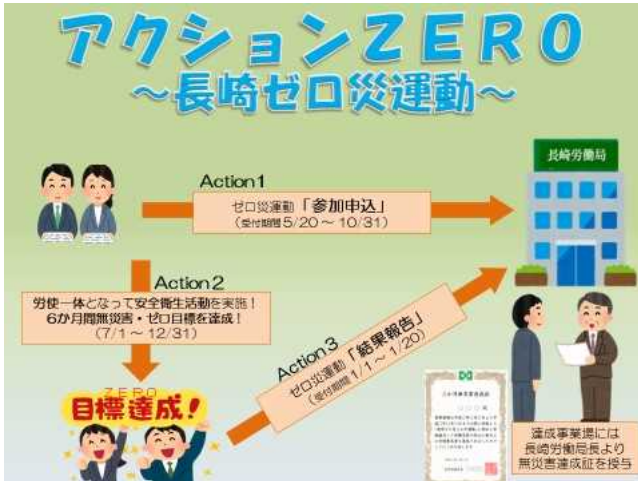 アクションZERO
～長崎ゼロ災運動～
長崎労働局
Action1
ゼロ災運動「参加申込」
(受付期間5/20～10/31)
Action2
労使一体となって安全衛生活動を実施！
6か月間無災害・ゼロ目標を達成！
(7/1～12/31)
Action3
ゼロ災運動「結果報告」
(受付期間1/1～1/20)
ZERO
目標達成！
達成事業場には
長崎労働局長より
無災害達成証を授与